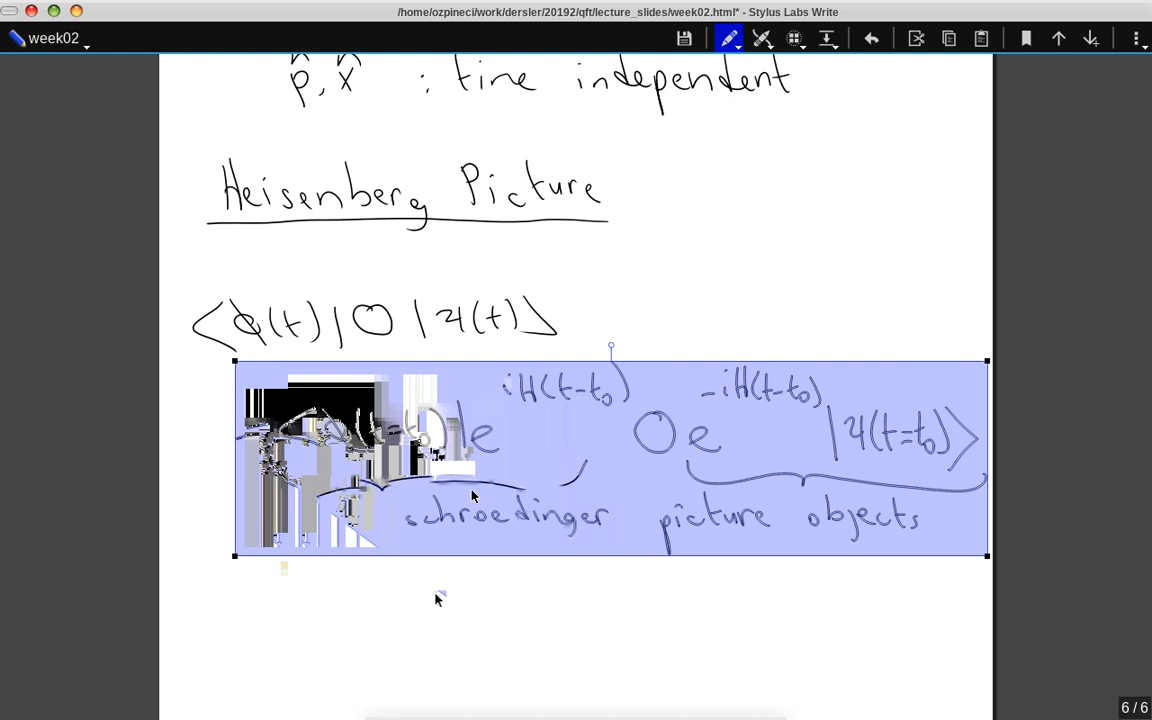 /home/ozpineci/work/dersler/20192/qft/lecture_slides/week02.html* - Stylus Labs Write
week02
p̂, x̂ : time independent
Heisenberg Picture
<ϕ(t)|O|Ψ(t)>
ϕ(t=t₀)|e^{iH(t-t₀)} O e^{-iH(t-t₀)} |Ψ(t=t₀)>
schroedinger picture objects
6 / 6